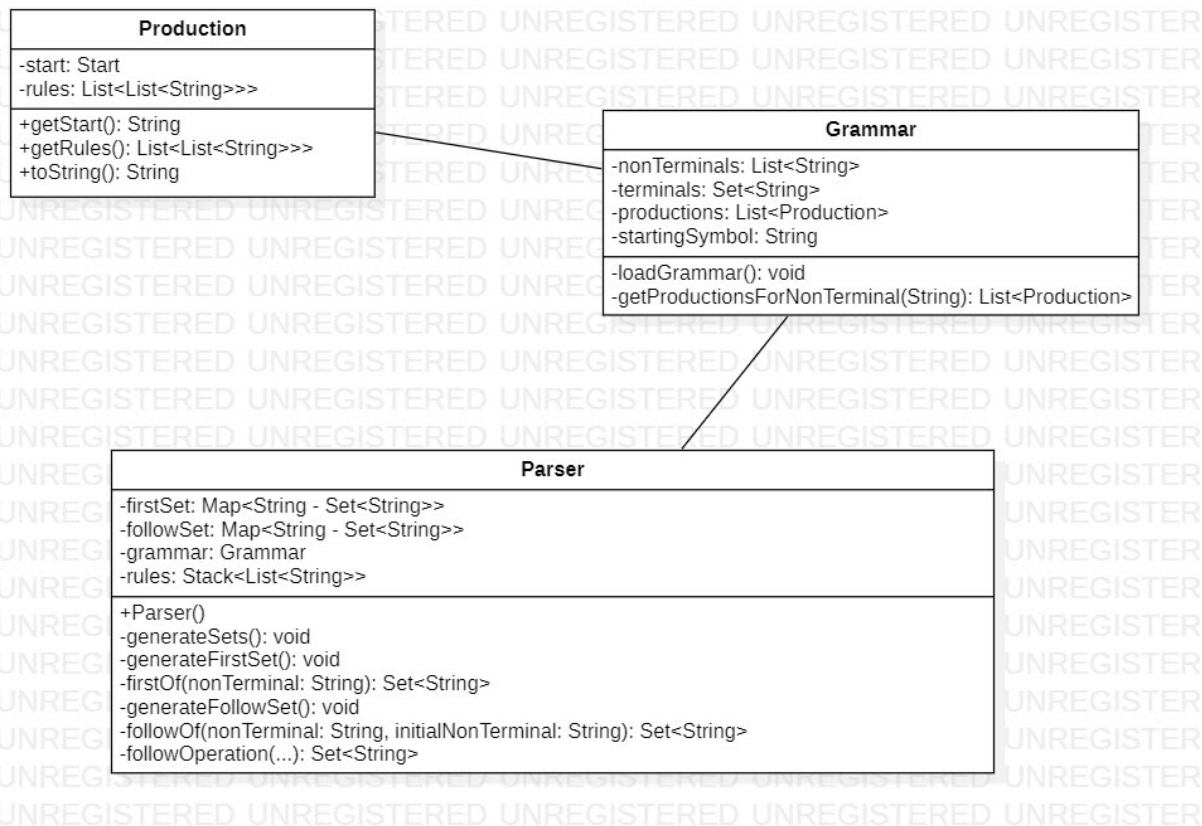 Production
-start: Start
-rules: List<List<String>>>
+getStart(): String
+getRules(): List<List<String>>>
+toString(): String
Grammar
-nonTerminals: List<String>
-terminals: Set<String>
-productions: List<Production>
-startingSymbol: String
-loadGrammar(): void
-getProductionsForNonTerminal(String): List<Production>
Parser
-firstSet: Map<String - Set<String>>
-followSet: Map<String - Set<String>>
-grammar: Grammar
-rules: Stack<List<String>>
+Parser()
-generateSets(): void
-generateFirstSet(): void
-firstOf(nonTerminal: String): Set<String>
-generateFollowSet(): void
-followOf(nonTerminal: String, initialNonTerminal: String): Set<String>
-followOperation(...): Set<String>
UNREGISTERED